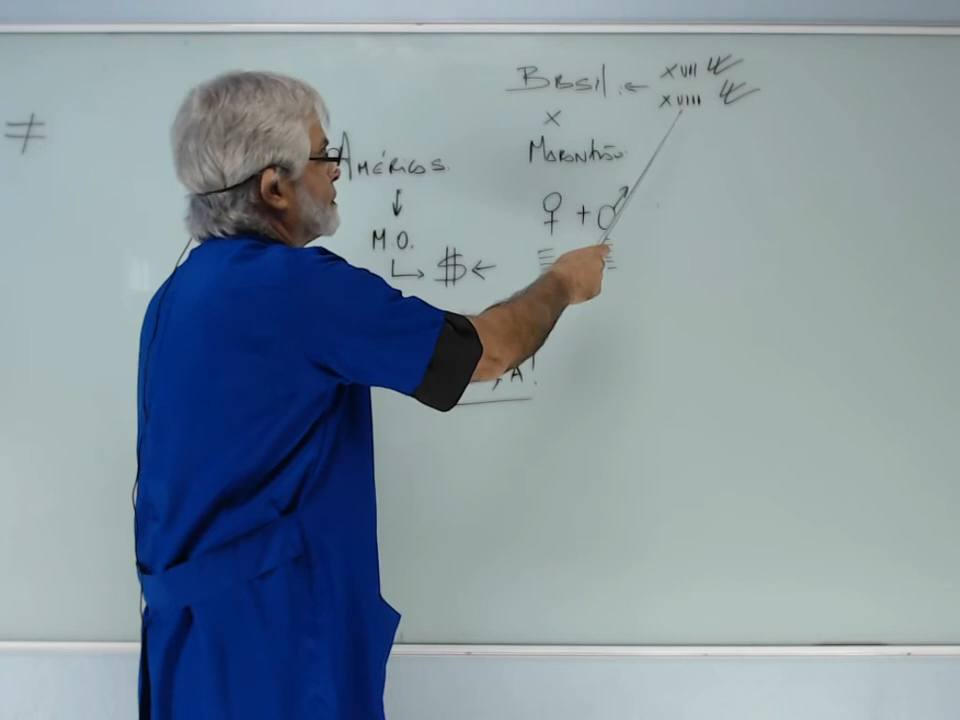 ≠
Américas.
M.O.
$ ←
Brasil. ← XVII
XVIII
x
Maranhão
♀ + ♂